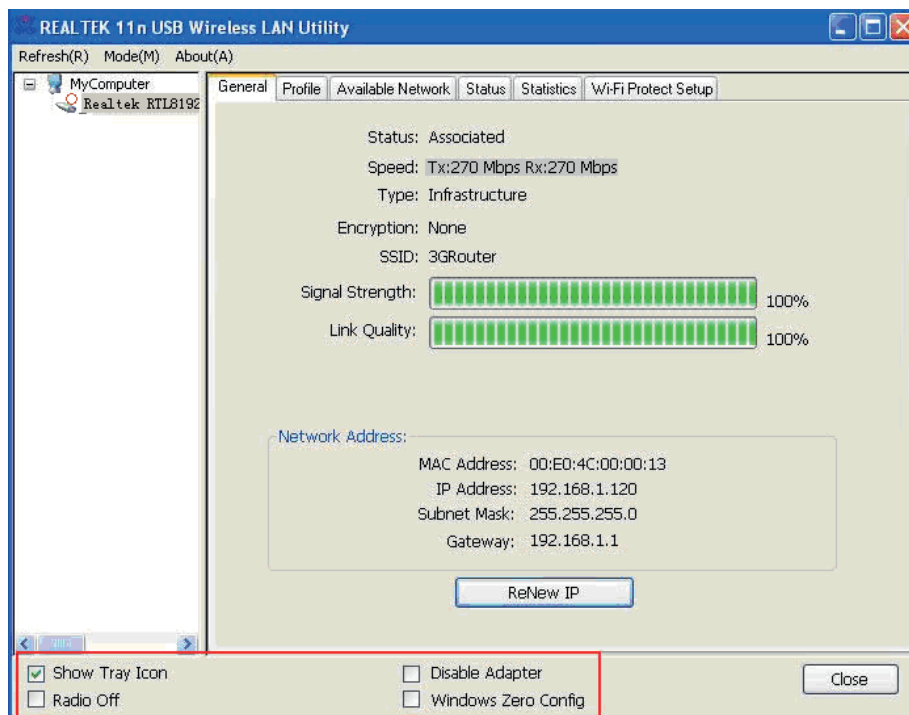 REALTEK 11n USB Wireless LAN Utility
Refresh(R) Mode(M) About(A)
MyComputer
Realtek RTL8192
General Profile Available Network Status Statistics Wi-Fi Protect Setup
Status: Associated
Speed: Tx:270 Mbps Rx:270 Mbps
Type: Infrastructure
Encryption: None
SSID: 3GRouter
Signal Strength: 100%
Link Quality: 100%
Network Address:
MAC Address: 00:E0:4C:00:00:13
IP Address: 192.168.1.120
Subnet Mask: 255.255.255.0
Gateway: 192.168.1.1
ReNew IP
Show Tray Icon Disable Adapter
Radio Off Windows Zero Config
Close